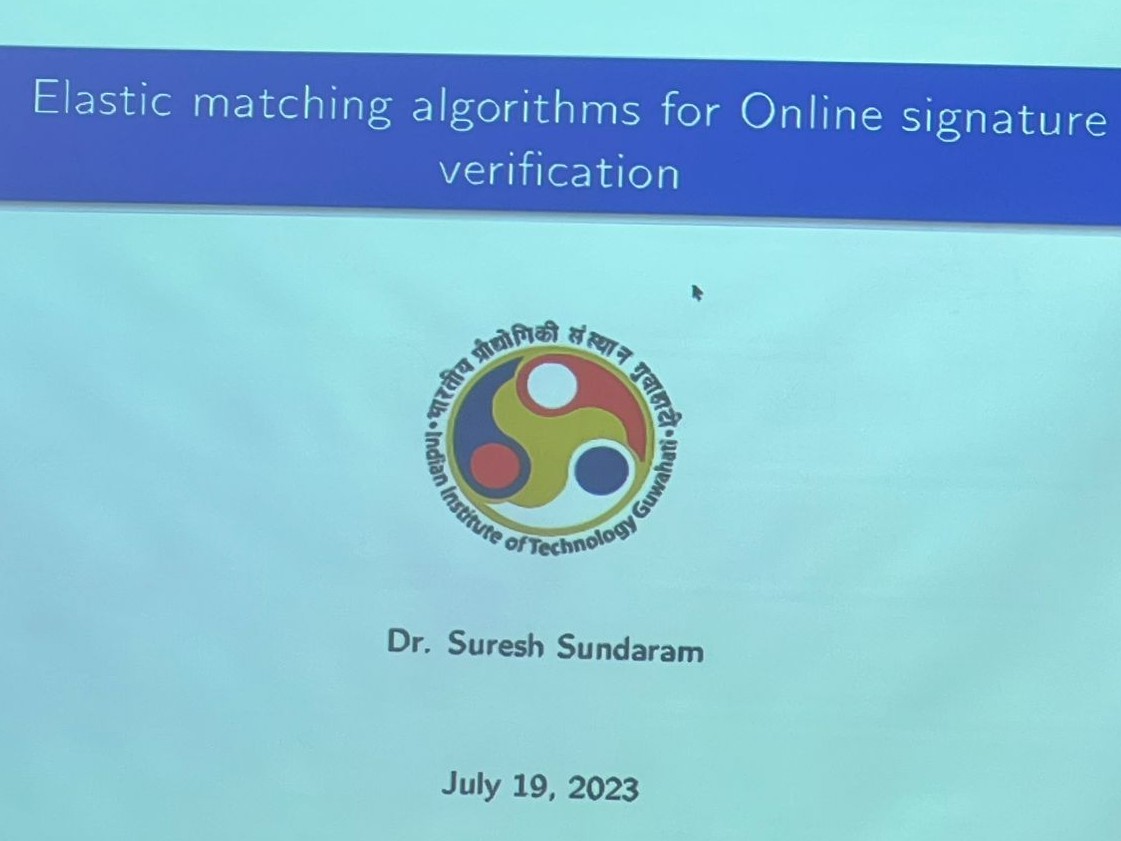 Elastic matching algorithms for Online signature
verification
भारतीय प्रौद्योगिकी संस्थान गुवाहाटी
Indian Institute of Technology Guwahati
Dr. Suresh Sundaram
July 19, 2023